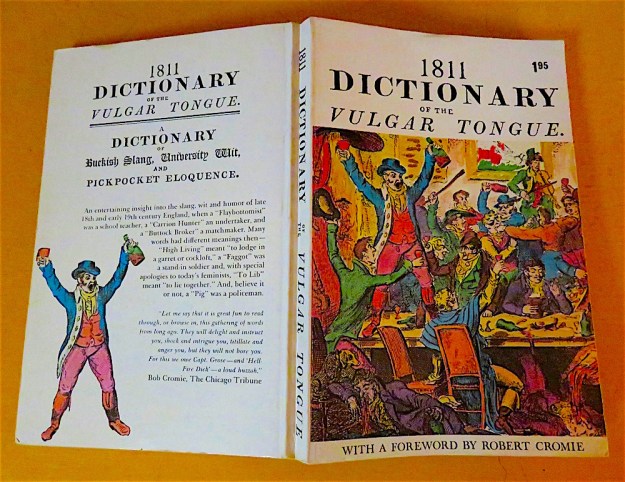 1811
DICTIONARY
OF THE
VULGAR TONGUE.
A
DICTIONARY
OF
Buckish Slang, University Wit,
AND
PICKPOCKET ELOQUENCE.
An entertaining insight into the slang, wit and humor of late
18th and early 19th century England, when a "Flaybottomist"
was a school teacher, a "Carrion Hunter" an undertaker, and
a "Buttock Broker" a matchmaker. Many
words had different meanings then—
"High Living" meant "to lodge in
a garret or cockloft," a "Faggot" was
a stand in soldier and, with special
apologies to today's feminists, "To Lib"
meant "to lie together." And, believe it
or not, a "Pig" was a policeman.
"Let me say that it is great fun to read
through, or browse in, this gathering of words
from long ago. They will delight and instruct
you, shock and intrigue you, titillate and
anger you, but they will not bore you.
For this we owe Capt. Grose—and 'Hell-
Fire Dick'—a loud huzzah."
Bob Cromie, The Chicago Tribune
1811 DICTIONARY OF THE VULGAR TONGUE
1811
1.95
DICTIONARY
OF THE
VULGAR TONGUE.
WITH A FOREWORD BY ROBERT CROMIE